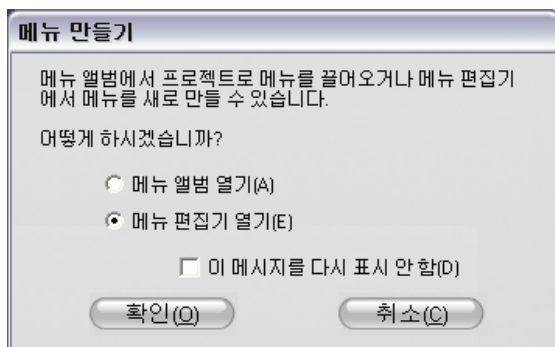 메뉴 만들기
메뉴 앨범에서 프로젝트로 메뉴를 끌어오거나 메뉴 편집기
에서 메뉴를 새로 만들 수 있습니다.
어떻게 하시겠습니까?
메뉴 앨범 열기(A)
메뉴 편집기 열기(E)
이 메시지를 다시 표시 안 함(D)
확인(O) 취소(C)